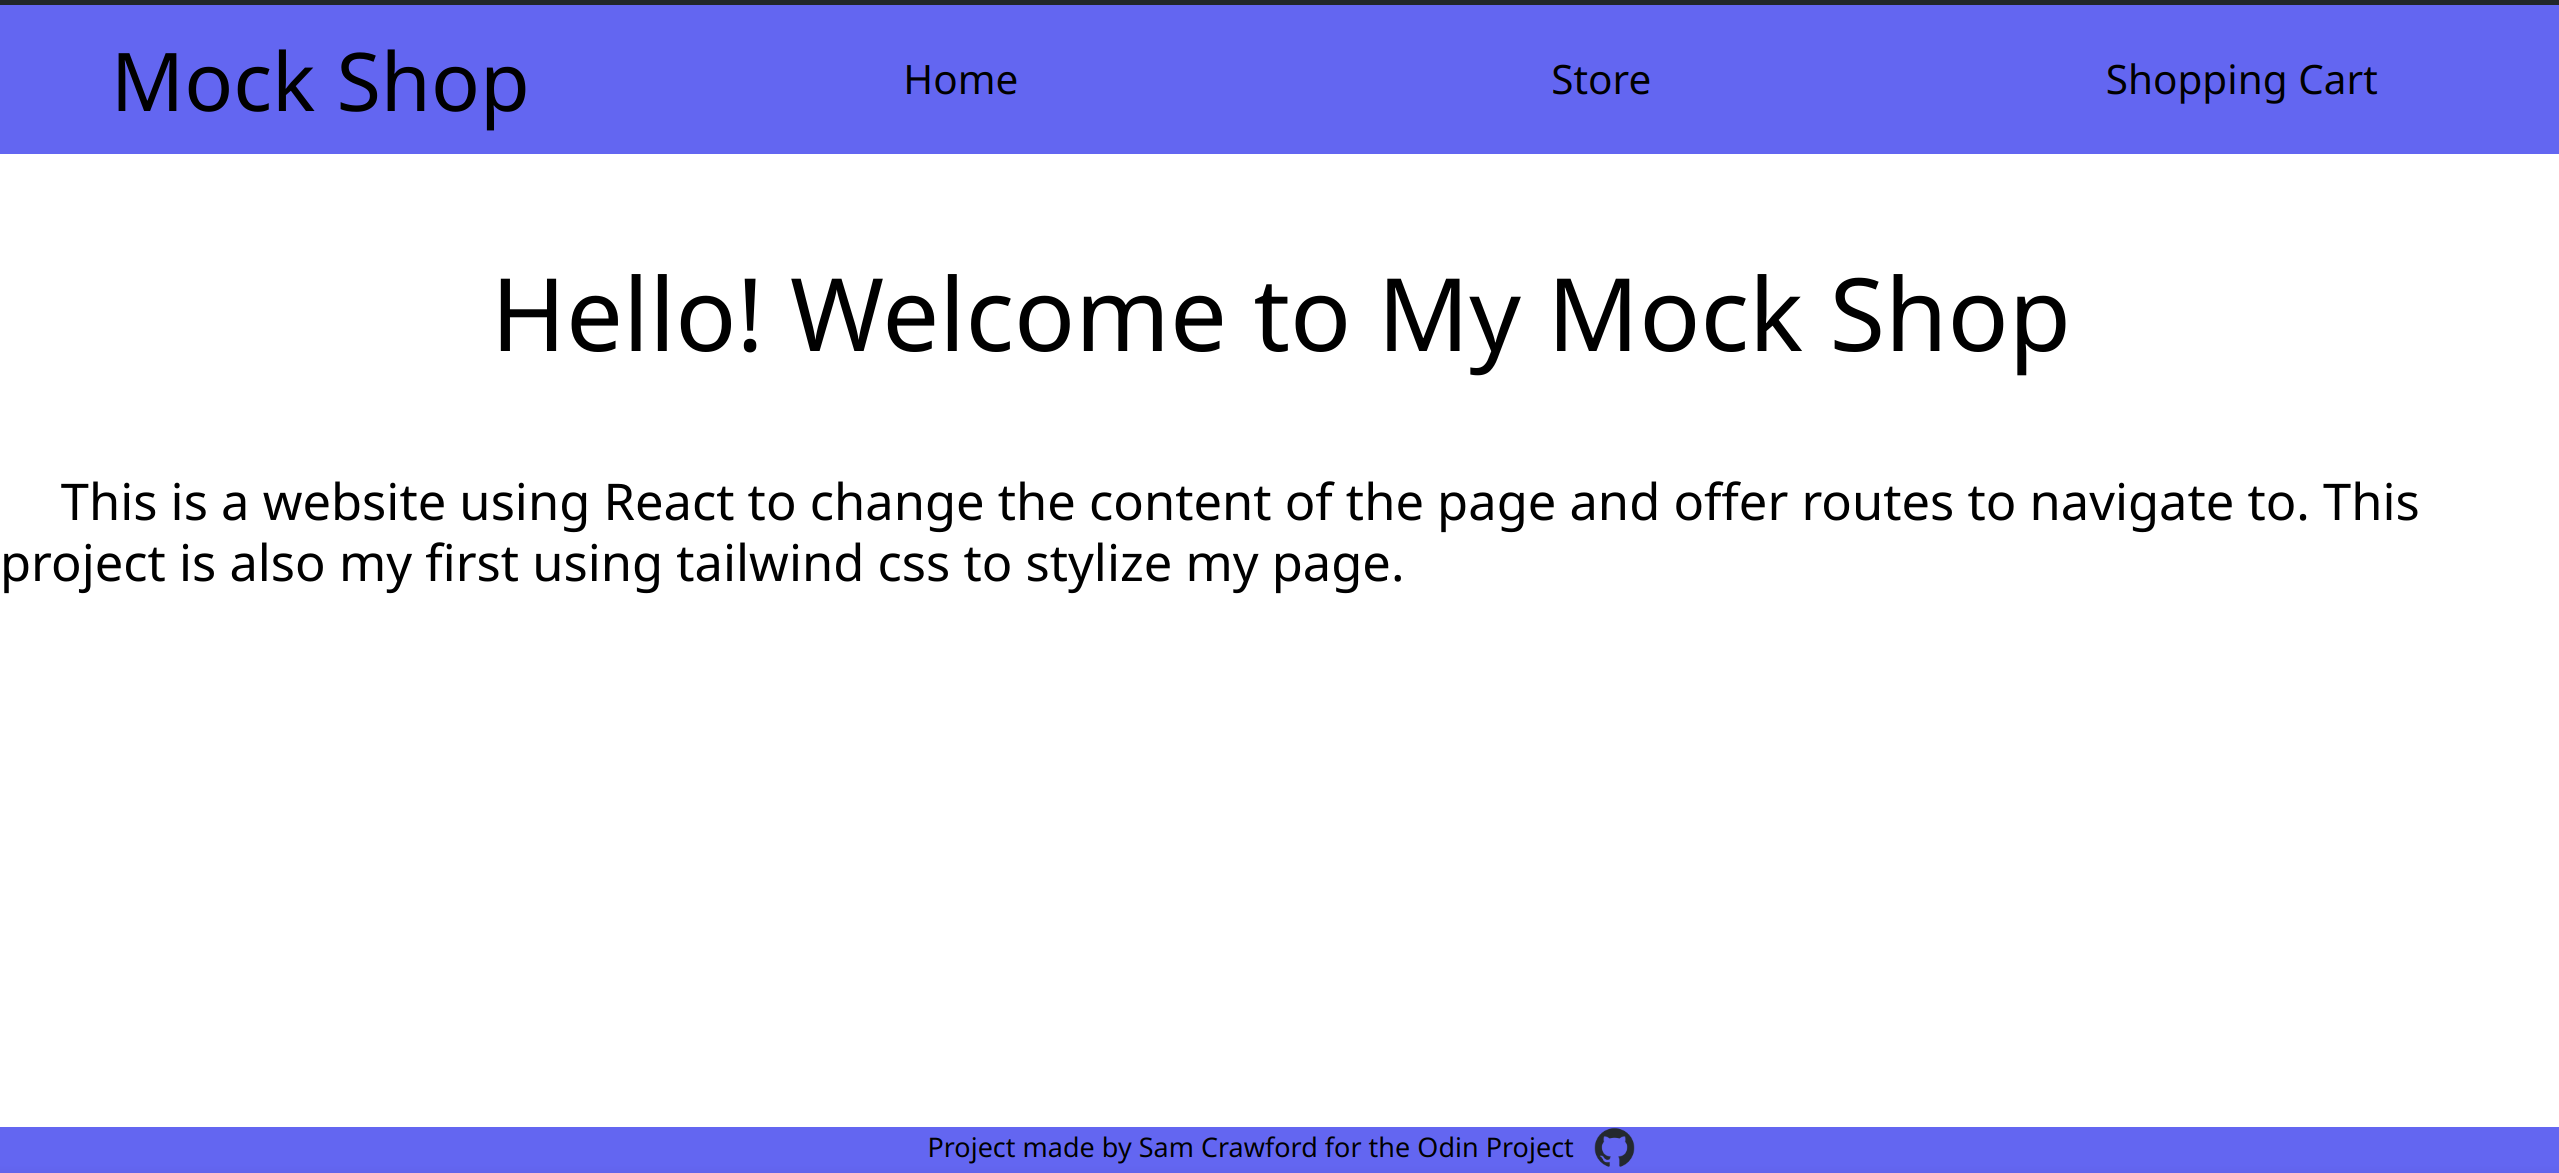 Mock Shop Home Store Shopping Cart
Hello! Welcome to My Mock Shop
This is a website using React to change the content of the page and offer routes to navigate to. This
project is also my first using tailwind css to stylize my page.
Project made by Sam Crawford for the Odin Project